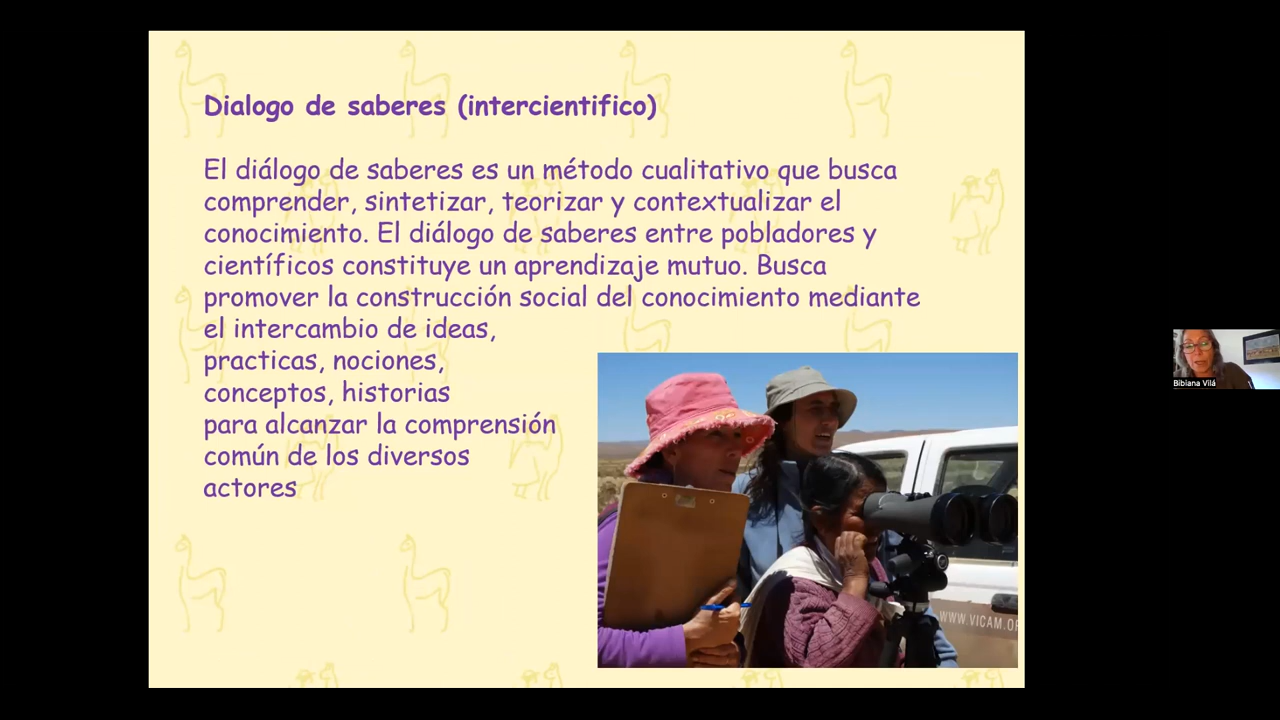 Dialogo de saberes (intercientifico)
El diálogo de saberes es un método cualitativo que busca
comprender, sintetizar, teorizar y contextualizar el
conocimiento. El diálogo de saberes entre pobladores y
científicos constituye un aprendizaje mutuo. Busca
promover la construcción social del conocimiento mediante
el intercambio de ideas,
practicas, nociones,
conceptos, historias
para alcanzar la comprensión
común de los diversos
actores
WWW.VICAM.OR
Bibiana Vilá